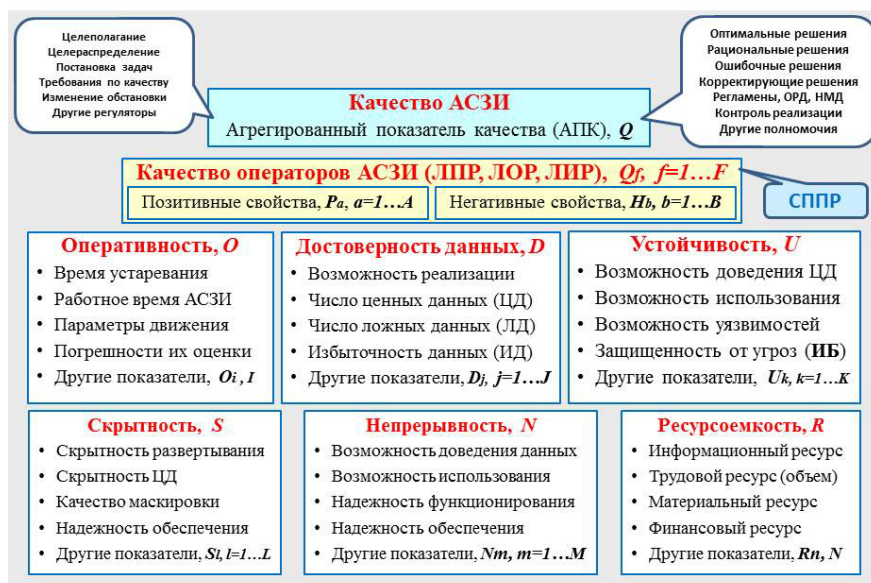 Целеполагание
Целераспределение
Постановка задач
Требования по качеству
Изменение обстановки
Другие регуляторы
Оптимальные решения
Рациональные решения
Ошибочные решения
Корректирующие решения
Регламены, ОРД, НМД
Контроль реализации
Другие полномочия
Качество АСЗИ
Агрегированный показатель качества (АПК), Q
Качество операторов АСЗИ (ЛПР, ЛОР, ЛИР), Qf, f=1...F
Позитивные свойства, Pa, a=1...A
Негативные свойства, Hb, b=1...B
СППР
Оперативность, O
• Время устаревания
• Работное время АСЗИ
• Параметры движения
• Погрешности их оценки
• Другие показатели, Oi , I
Достоверность данных, D
• Возможность реализации
• Число ценных данных (ЦД)
• Число ложных данных (ЛД)
• Избыточность данных (ИД)
• Другие показатели, Dj, j=1...J
Устойчивость, U
• Возможность доведения ЦД
• Возможность использования
• Возможность уязвимостей
• Защищенность от угроз (ИБ)
• Другие показатели, Uk, k=1...K
Скрытность, S
• Скрытность развертывания
• Скрытность ЦД
• Качество маскировки
• Надежность обеспечения
• Другие показатели, Sl, l=1...L
Непрерывность, N
• Возможность доведения данных
• Возможность использования
• Надежность функционирования
• Надежность обеспечения
• Другие показатели, Nm, m=1...M
Ресурсоемкость, R
• Информационный ресурс
• Трудовой ресурс (объем)
• Материальный ресурс
• Финансовый ресурс
• Другие показатели, Rn, N